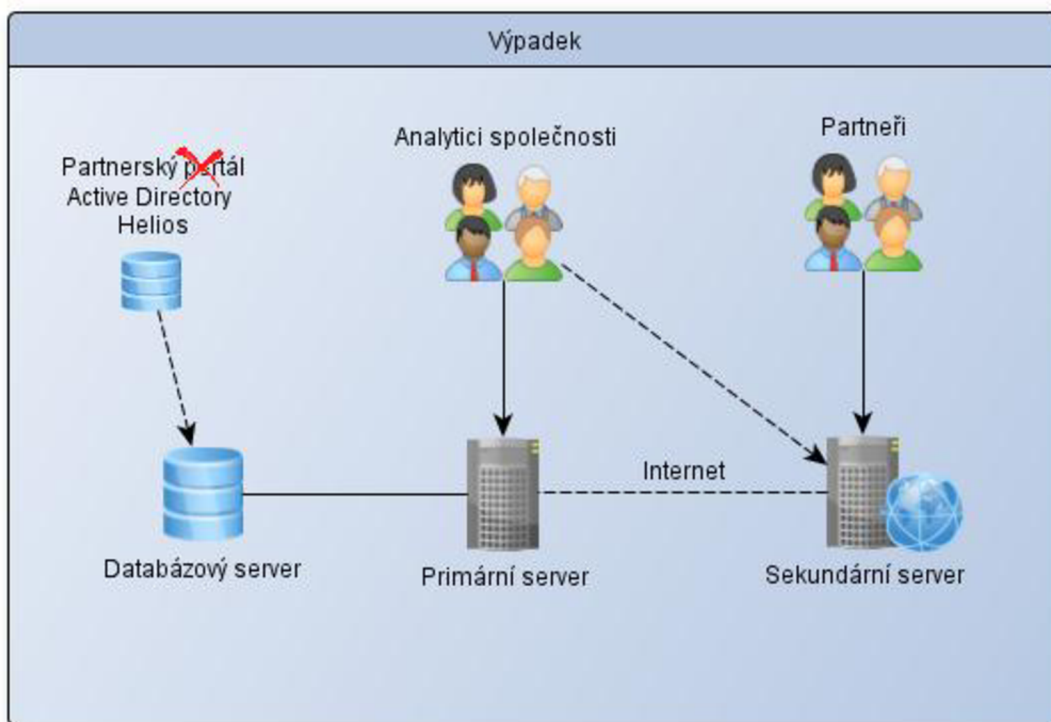 Výpadek
Partnerský portál
Active Directory
Helios
Analytici společnosti
Partneři
Internet
Databázový server
Primární server
Sekundární server